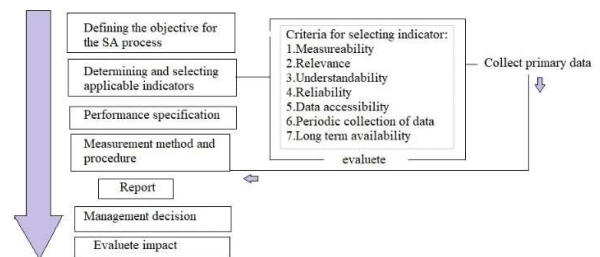 Defining the objective for
the SA process
Determining and selecting
applicable indicators
Performance specification
Measurement method and
procedure
Report
Management decision
Evaluete impact
Criteria for selecting indicator:
1.Measureability
2.Relevance
3.Understandability
4.Reliability
5.Data accessibility
6.Periodic collection of data
7.Long term availability
evaluete
Collect primary data